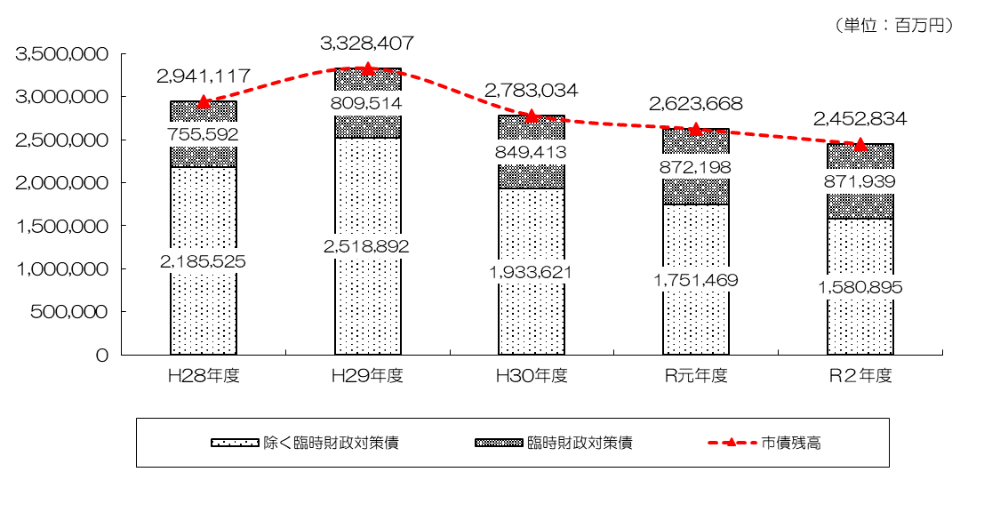 （単位：百万円）
3,500,000
3,000,000
2,500,000
2,000,000
1,500,000
1,000,000
500,000
0
2,941,117
3,328,407
2,783,034
2,623,668
2,452,834
755,592
809,514
849,413
872,198
871,939
2,185,525
2,518,892
1,933,621
1,751,469
1,580,895
H28年度
H29年度
H30年度
R元年度
R２年度
除く臨時財政対策債
臨時財政対策債
市債残高